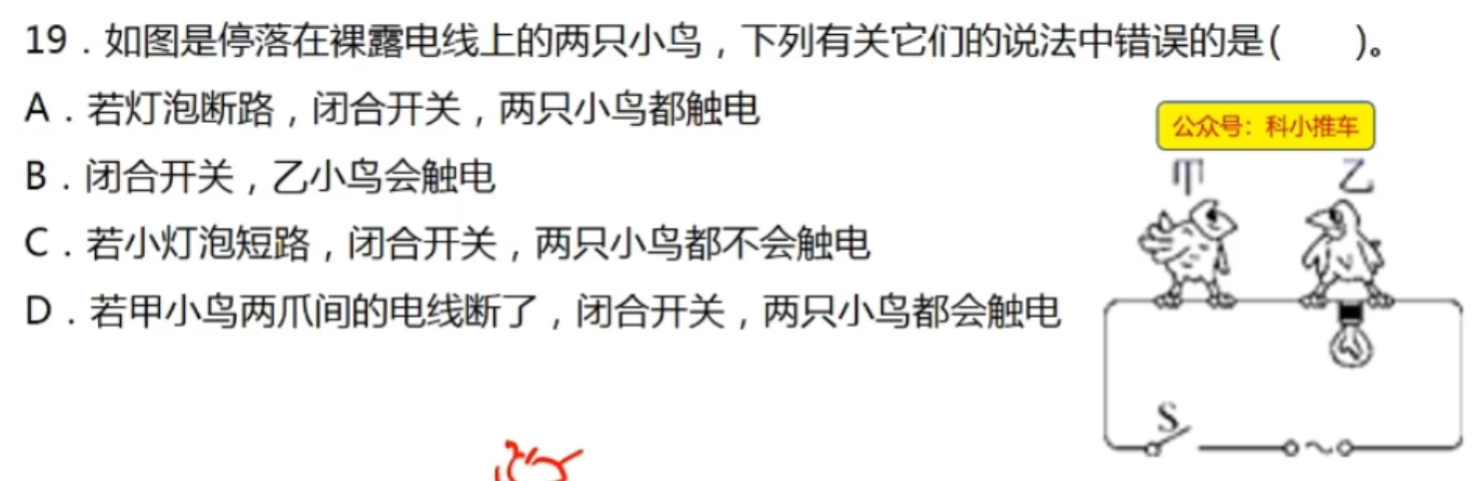 19．如图是停落在裸露电线上的两只小鸟，下列有关它们的说法中错误的是(　　)。
A．若灯泡断路，闭合开关，两只小鸟都触电
公众号：科小推车
B．闭合开关，乙小鸟会触电
甲 乙
C．若小灯泡短路，闭合开关，两只小鸟都不会触电
D．若甲小鸟两爪间的电线断了，闭合开关，两只小鸟都会触电
S